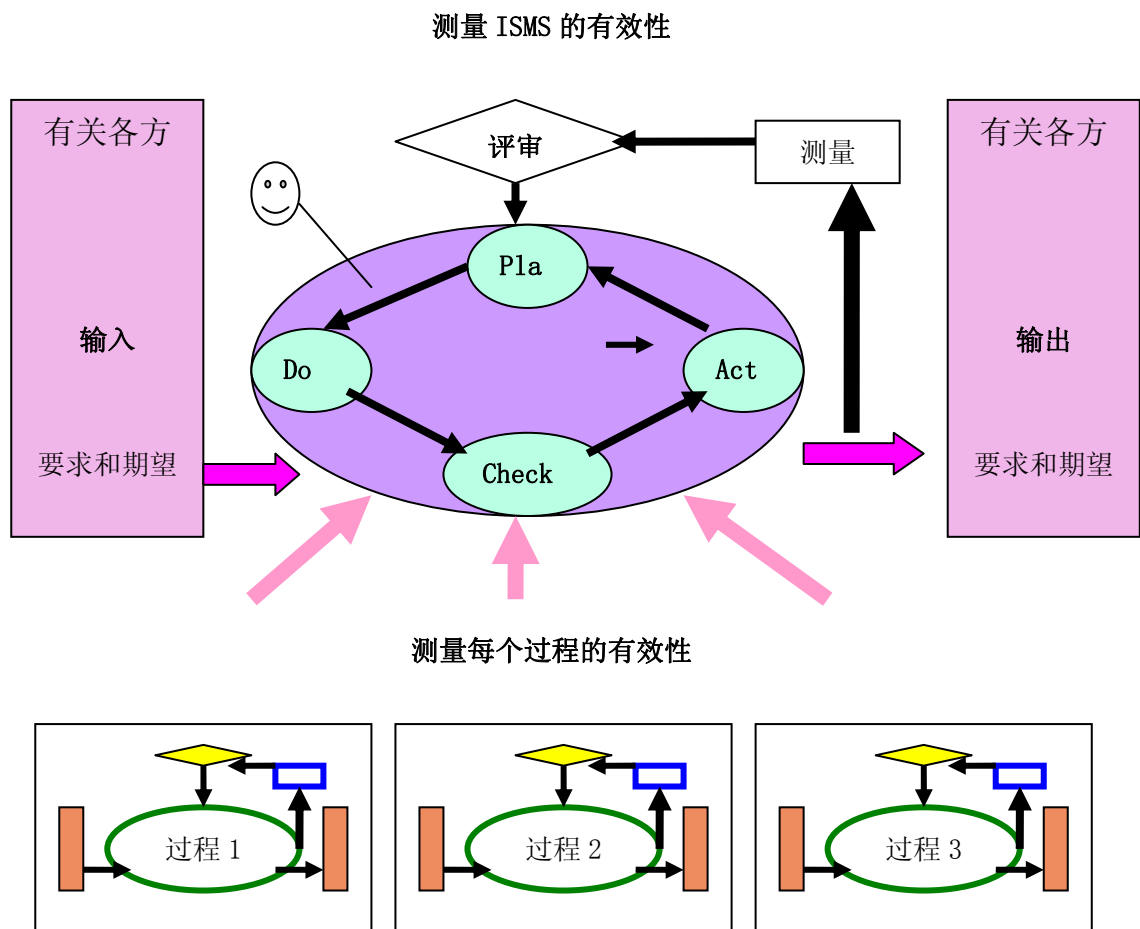 测量 ISMS 的有效性
有关各方
评审
测量
有关各方
Pla
输入
Do
Act
输出
要求和期望
Check
要求和期望
测量每个过程的有效性
过程 1
过程 2
过程 3